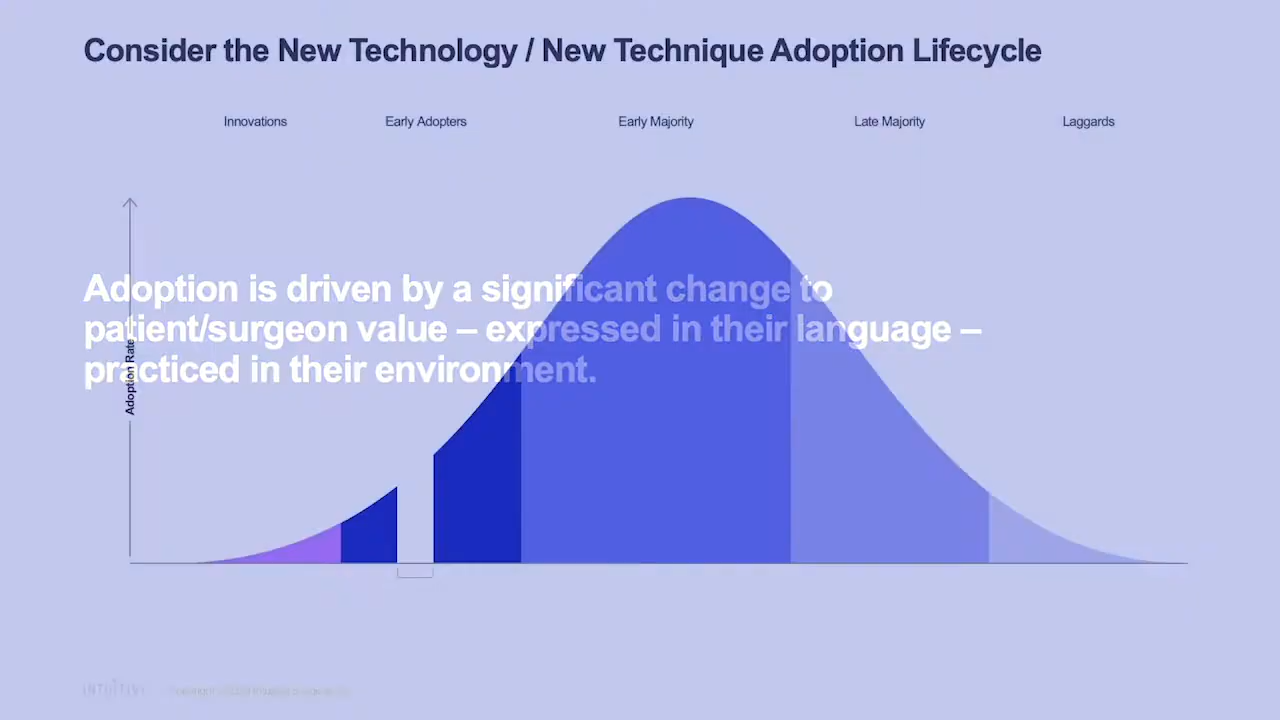 Consider the New Technology / New Technique Adoption Lifecycle
Innovations Early Adopters Early Majority Late Majority Laggards
Adoption is driven by a significant change to
patient/surgeon value – expressed in their language –
practiced in their environment.
Adoption Rate
INTUITIVE